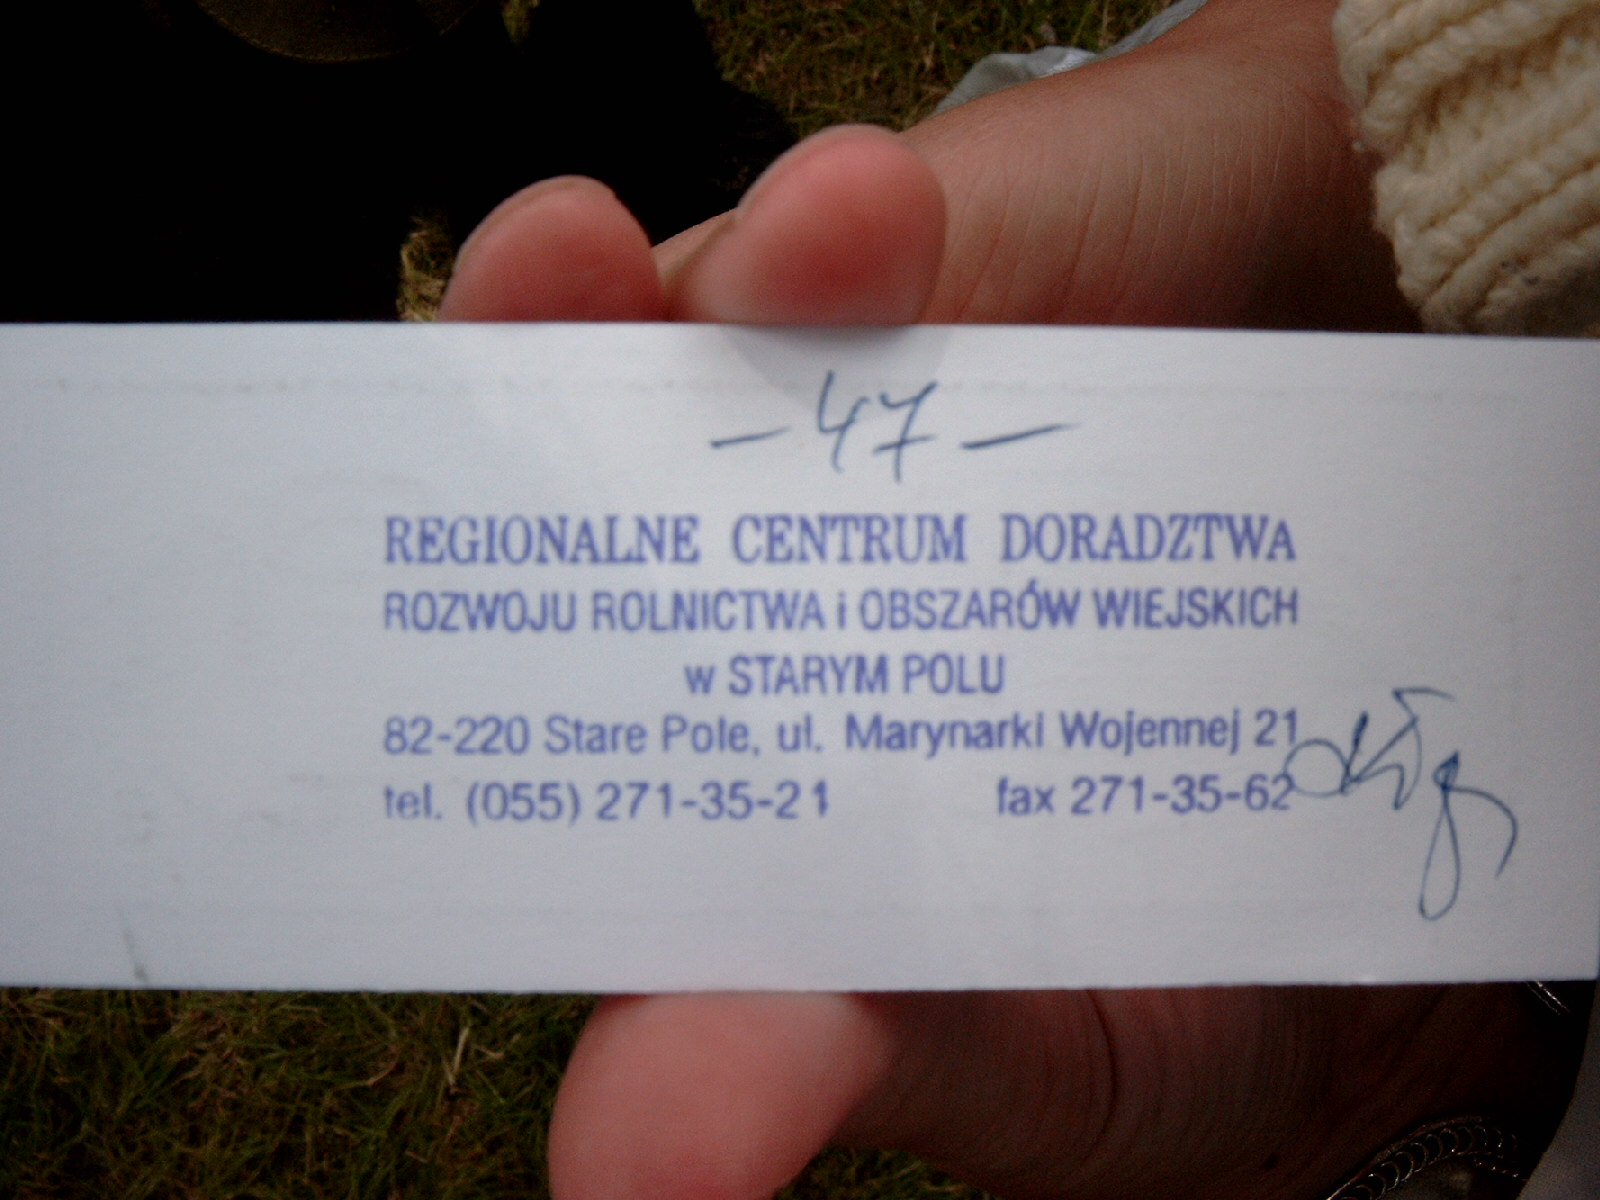 - 47 -
REGIONALNE CENTRUM DORADZTWA
ROZWOJU ROLNICTWA i OBSZARÓW WIEJSKICH
w STARYM POLU
82-220 Stare Pole, ul. Marynarki Wojennej 21
tel. (055) 271-35-21 fax 271-35-62